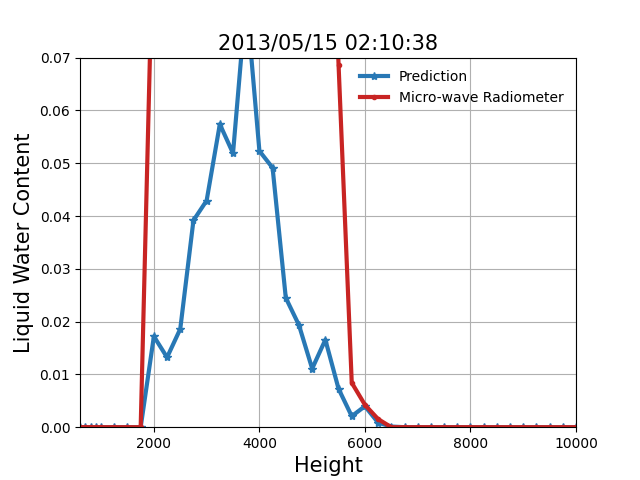 2013/05/15 02:10:38
Prediction
Micro-wave Radiometer
Liquid Water Content
0.07
0.06
0.05
0.04
0.03
0.02
0.01
0.00
2000 4000 6000 8000 10000
Height